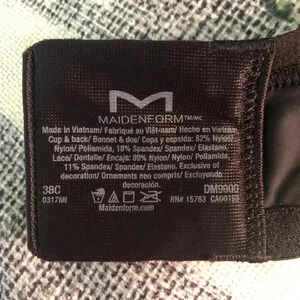 M
MAIDENFORM™/MC
Made in Vietnam/ Fabriqué au Viêt-nam/ Hecho en Vietnam
Cup & back/ Bonnet & dos/ Copa y espalda: 82% Nylon/
Nylon/ Poliamida, 18% Spandex/ Spandex/ Elastano.
Lace/ Dentelle/ Encaje: 89% Nylon/ Nylon/ Poliamida,
11% Spandex/ Spandex/ Elastano. Exclusive of
decoration/ Ornements non compris/ Excluyendo
decoración.
38C DM9900
0317MI RN# 15763
Maidenform.com